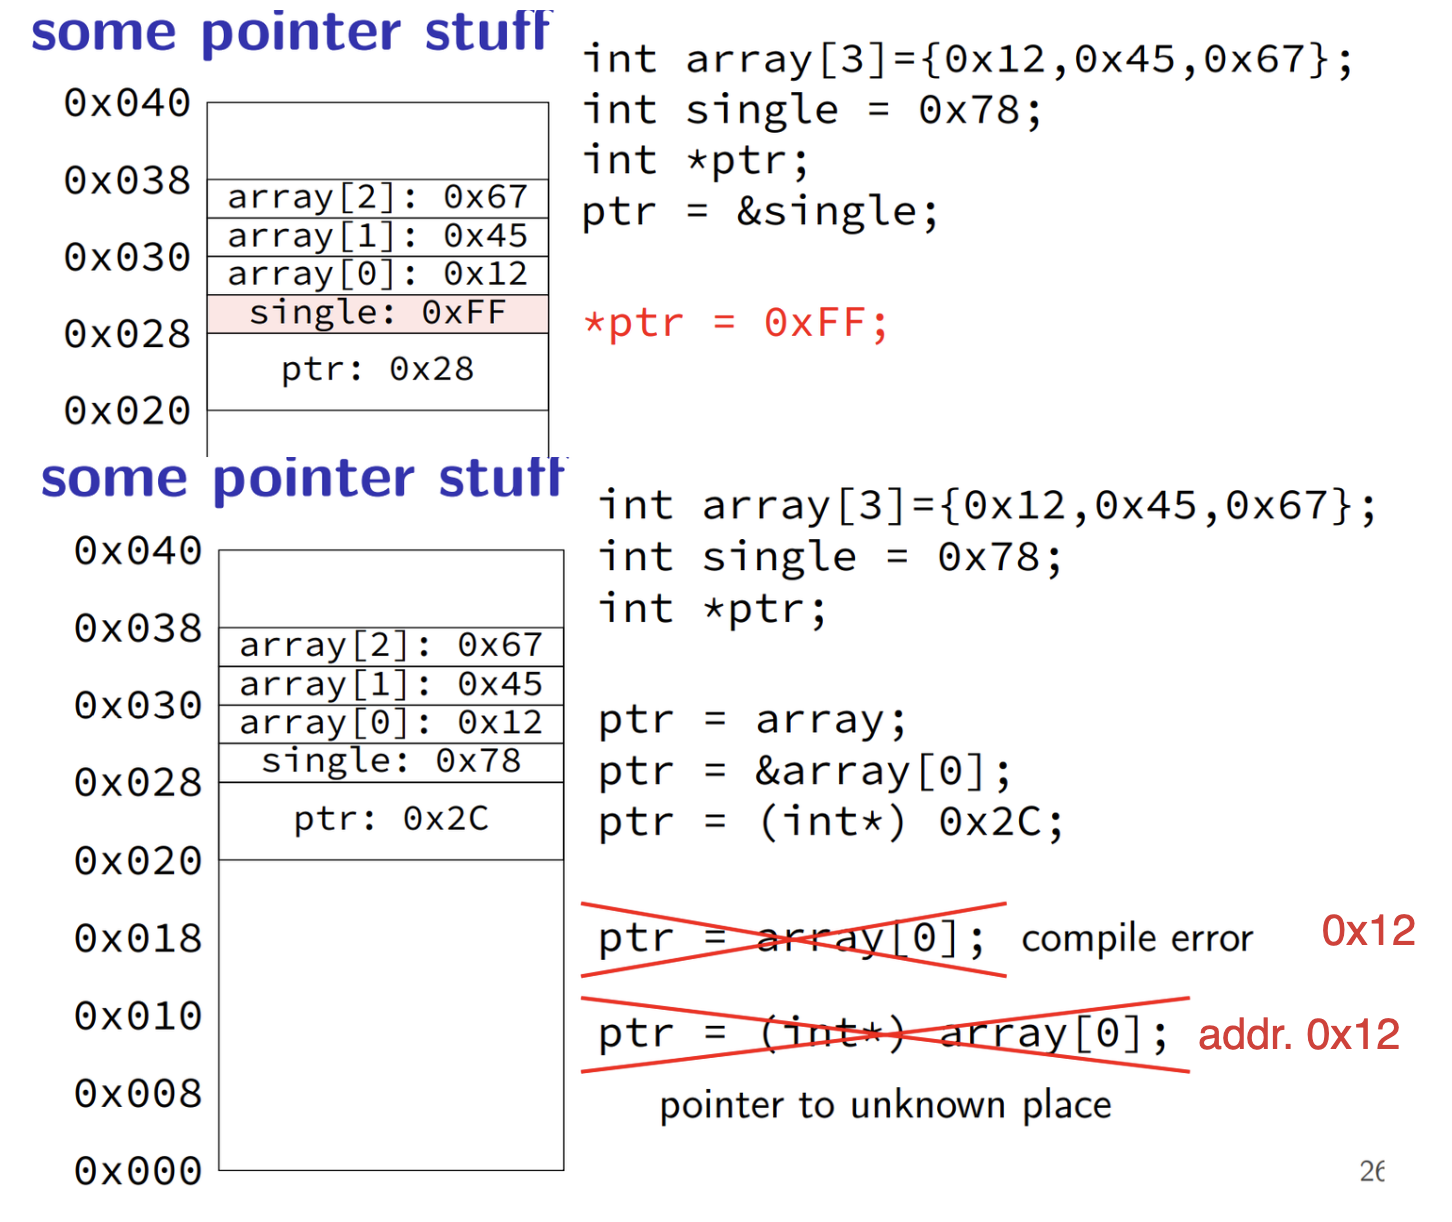 some pointer stuff
int array[3]={0x12,0x45,0x67};
int single = 0x78;
int *ptr;
ptr = &single;
*ptr = 0xFF;
0x040
0x038
array[2]: 0x67
array[1]: 0x45
0x030
array[0]: 0x12
single: 0xFF
0x028
ptr: 0x28
0x020
some pointer stuff
int array[3]={0x12,0x45,0x67};
int single = 0x78;
int *ptr;
ptr = array;
ptr = &array[0];
ptr = (int*) 0x2C;
ptr = array[0]; compile error 0x12
ptr = (int*) array[0]; addr. 0x12
pointer to unknown place
0x040
0x038
array[2]: 0x67
array[1]: 0x45
0x030
array[0]: 0x12
single: 0x78
0x028
ptr: 0x2C
0x020
0x018
0x010
0x008
0x000
26